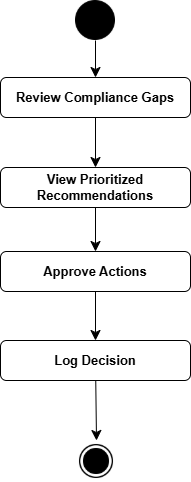 Review Compliance Gaps
View Prioritized
Recommendations
Approve Actions
Log Decision